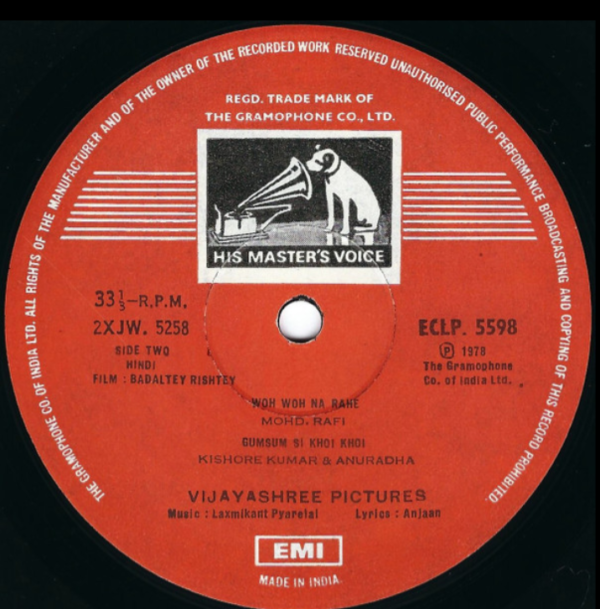 THE GRAMOPHONE CO. OF INDIA LTD. ALL RIGHTS OF THE MANUFACTURER AND OF THE OWNER OF THE RECORDED WORK RESERVED UNAUTHORISED PUBLIC PERFORMANCE BROADCASTING AND COPYING OF THIS RECORD PROHIBITED.
REGD. TRADE MARK OF
THE GRAMOPHONE CO., LTD.
HIS MASTER'S VOICE
33⅓-R.P.M.
2XJW. 5258
SIDE TWO
HINDI
FILM : BADALTEY RISHTEY
ECLP. 5598
Ⓟ 1978
The Gramophone
Co. of India Ltd.
WOH WOH NA RAHE
MOHD. RAFI
GUMSUM SI KHOI KHOI
KISHORE KUMAR & ANURADHA
VIJAYASHREE PICTURES
Music : Laxmikant Pyarelal Lyrics : Anjaan
EMI
MADE IN INDIA.